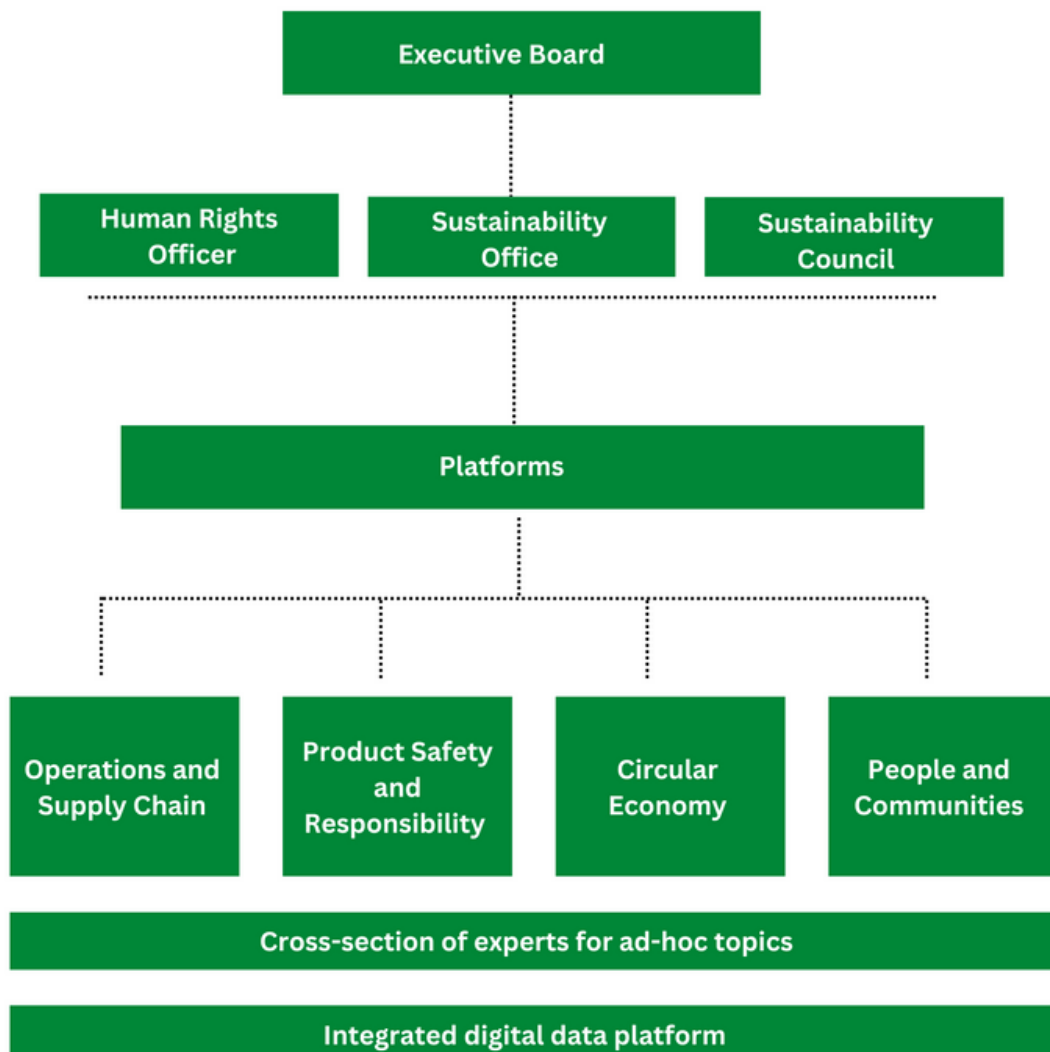 Executive Board
Human Rights
Officer
Sustainability
Office
Sustainability
Council
Platforms
Operations and
Supply Chain
Product Safety
and
Responsibility
Circular
Economy
People and
Communities
Cross-section of experts for ad-hoc topics
Integrated digital data platform